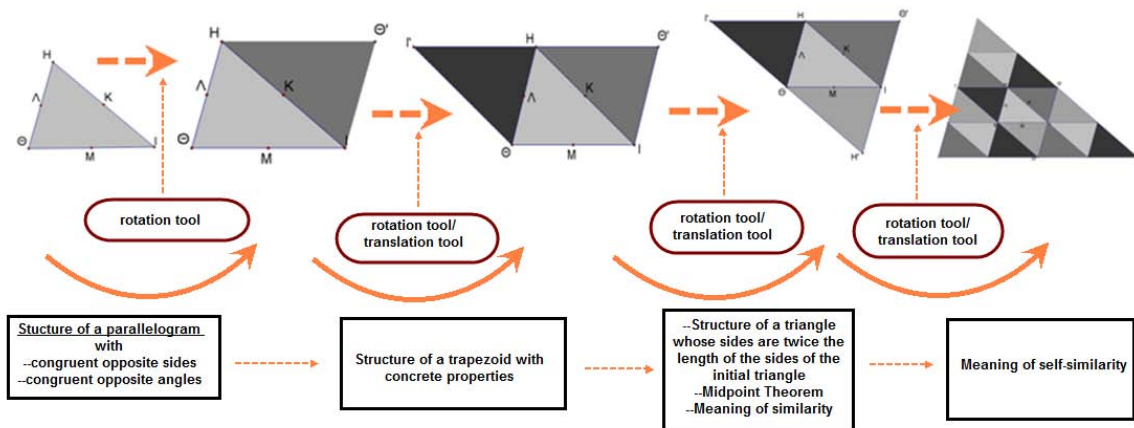 H
Λ
K
Θ
M
I
H
Θ'
Λ
K
Θ
M
I
I'
H
Θ'
Λ
K
Θ
M
I
I'
H
Θ'
Λ
K
Θ
M
I
H'
rotation tool
rotation tool/
translation tool
rotation tool/
translation tool
rotation tool/
translation tool
Stucture of a parallelogram
with
--congruent opposite sides
--congruent opposite angles
Structure of a trapezoid with
concrete properties
--Structure of a triangle
whose sides are twice the
length of the sides of the
initial triangle
--Midpoint Theorem
--Meaning of similarity
Meaning of self-similarity